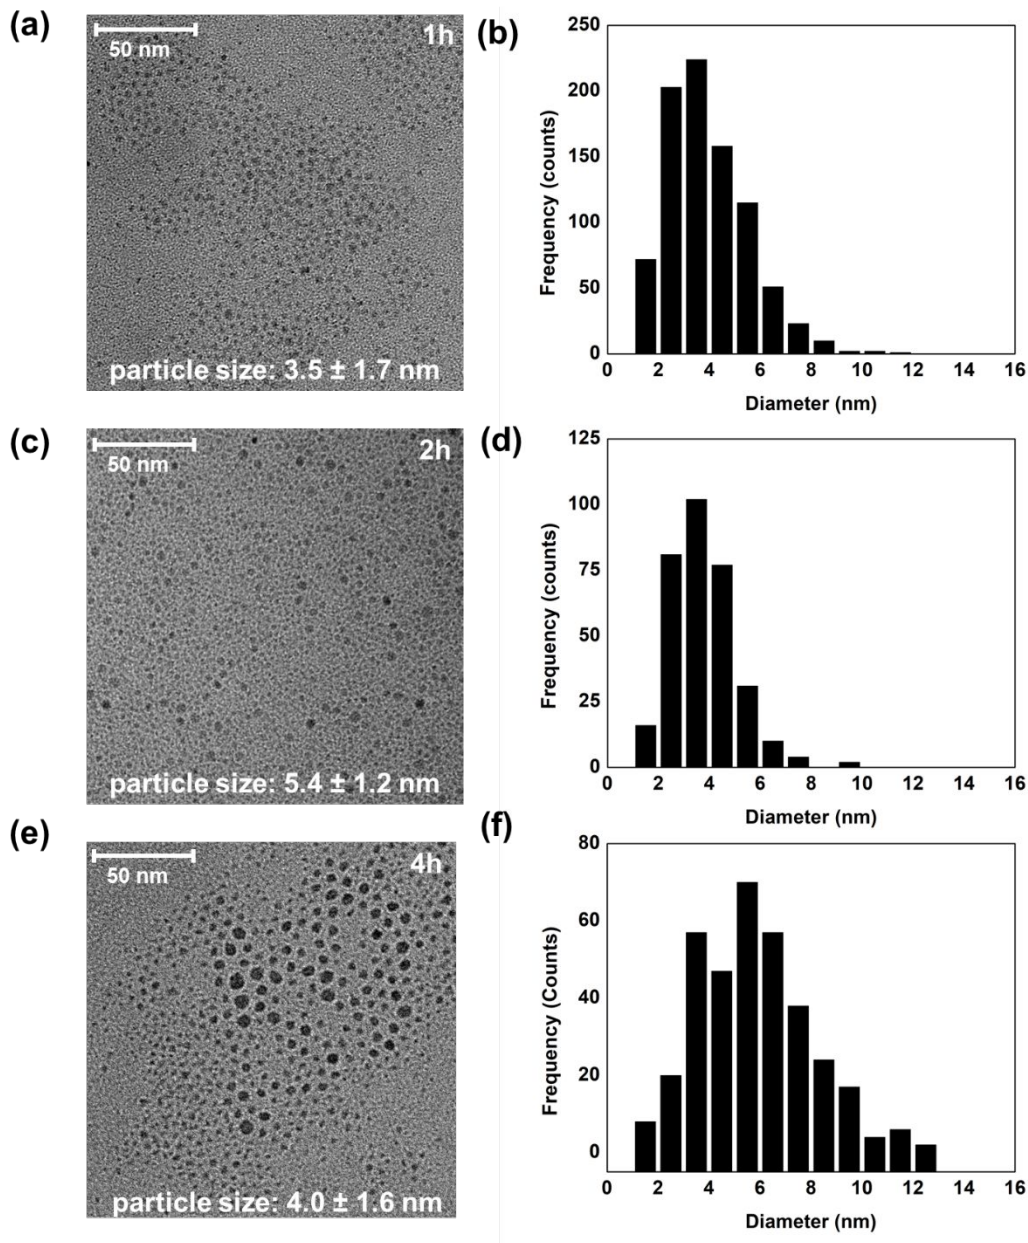 (a)
50 nm
1h
particle size: 3.5 ± 1.7 nm
(b)
Frequency (counts)
250
200
150
100
50
0
0 2 4 6 8 10 12 14 16
Diameter (nm)
(c)
50 nm
2h
particle size: 5.4 ± 1.2 nm
(d)
Frequency (counts)
125
100
75
50
25
0
0 2 4 6 8 10 12 14 16
Diameter (nm)
(e)
50 nm
4h
particle size: 4.0 ± 1.6 nm
(f)
Frequency (Counts)
80
60
40
20
0
0 2 4 6 8 10 12 14 16
Diameter (nm)